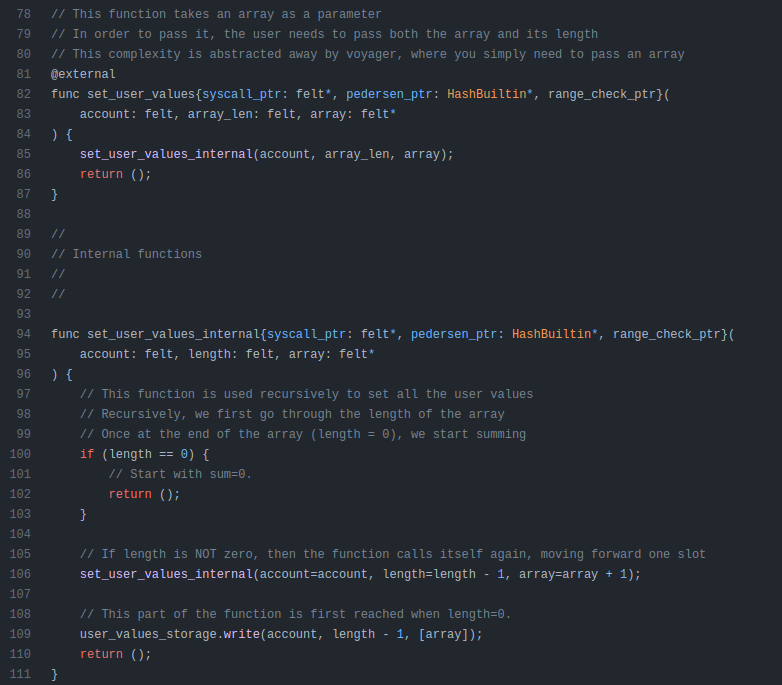 78 // This function takes an array as a parameter
79 // In order to pass it, the user needs to pass both the array and its length
80 // This complexity is abstracted away by voyager, where you simply need to pass an array
81 @external
82 func set_user_values{syscall_ptr: felt*, pedersen_ptr: HashBuiltin*, range_check_ptr}(
83     account: felt, array_len: felt, array: felt*
84 ) {
85     set_user_values_internal(account, array_len, array);
86     return ();
87 }
88
89 //
90 // Internal functions
91 //
92 //
93
94 func set_user_values_internal{syscall_ptr: felt*, pedersen_ptr: HashBuiltin*, range_check_ptr}(
95     account: felt, length: felt, array: felt*
96 ) {
97     // This function is used recursively to set all the user values
98     // Recursively, we first go through the length of the array
99     // Once at the end of the array (length = 0), we start summing
100     if (length == 0) {
101         // Start with sum=0.
102         return ();
103     }
104
105     // If length is NOT zero, then the function calls itself again, moving forward one slot
106     set_user_values_internal(account=account, length=length - 1, array=array + 1);
107
108     // This part of the function is first reached when length=0.
109     user_values_storage.write(account, length - 1, [array]);
110     return ();
111 }